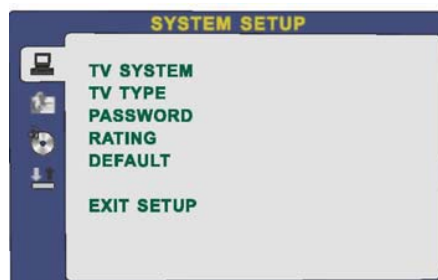 SYSTEM SETUP
TV SYSTEM
TV TYPE
PASSWORD
RATING
DEFAULT
EXIT SETUP